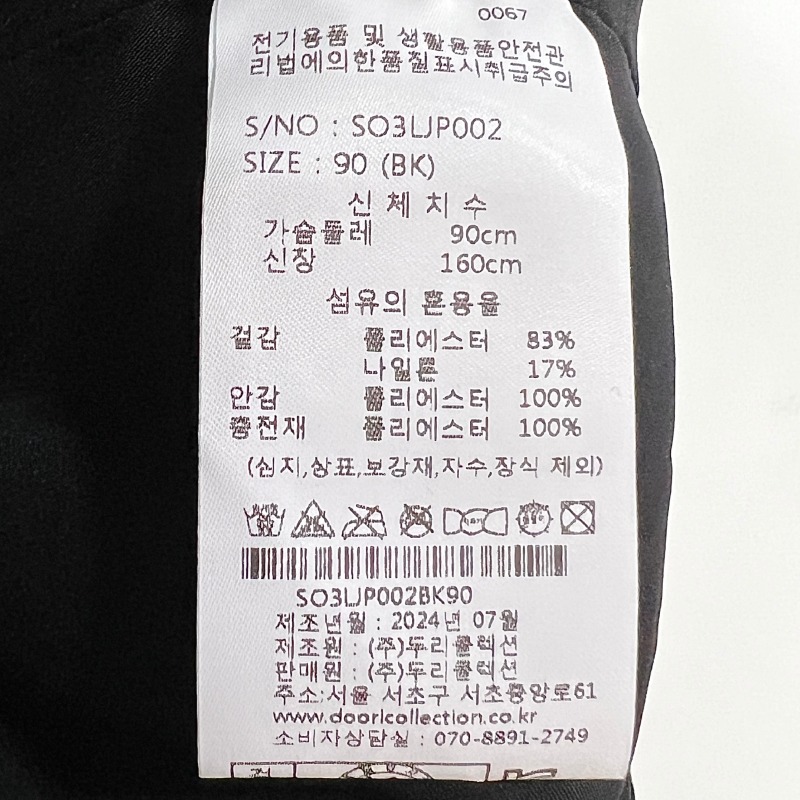 0067
전기용품 및 생활용품안전관
리법에의한품질표시취급주의
S/NO : SO3LJP002
SIZE : 90 (BK)
신체치수
가슴둘레 90cm
신장 160cm
섬유의 혼용율
겉감 폴리에스터 83%
나일론 17%
안감 폴리에스터 100%
충전재 폴리에스터 100%
(심지,상표,보강재,자수,장식 제외)
SO3LJP002BK90
제조년월 : 2024년 07월
제조원 : (주)두리콜렉션
판매원 : (주)두리콜렉션
주소:서울 서초구 서초중앙로61
www.dooricollection.co.kr
소비자상담실 : 070-8891-2749